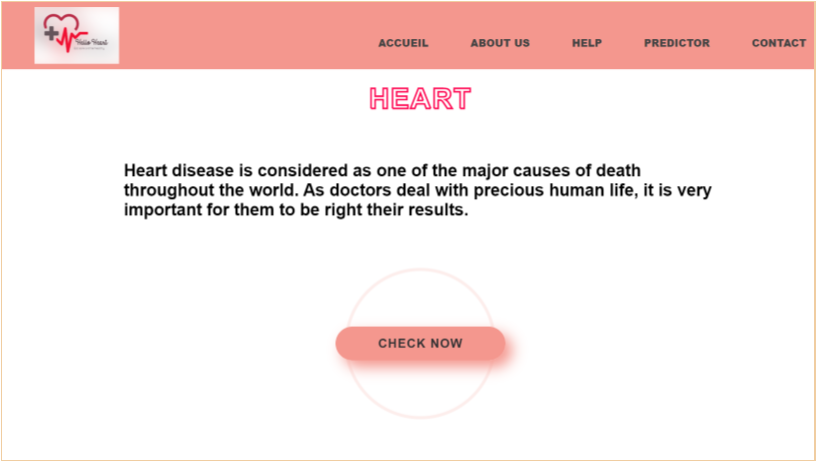 Hello Heart
ACCUEIL ABOUT US HELP PREDICTOR CONTACT
HEART
Heart disease is considered as one of the major causes of death
throughout the world. As doctors deal with precious human life, it is very
important for them to be right their results.
CHECK NOW